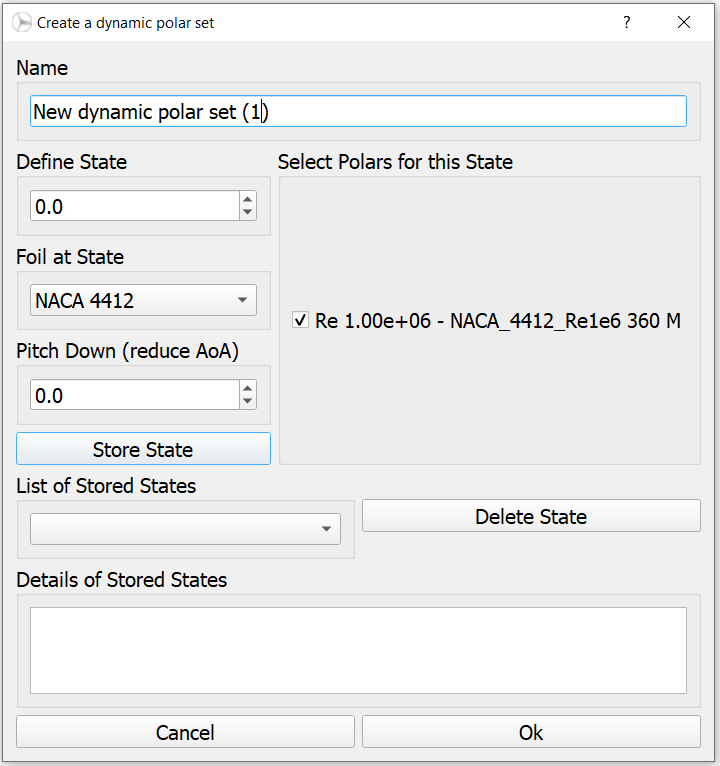 Create a dynamic polar set
?
Name
New dynamic polar set (1)
Define State
Select Polars for this State
0.0
Foil at State
NACA 4412
Re 1.00e+06 - NACA_4412_Re1e6 360 M
Pitch Down (reduce AoA)
0.0
Store State
List of Stored States
Delete State
Details of Stored States
Cancel
Ok